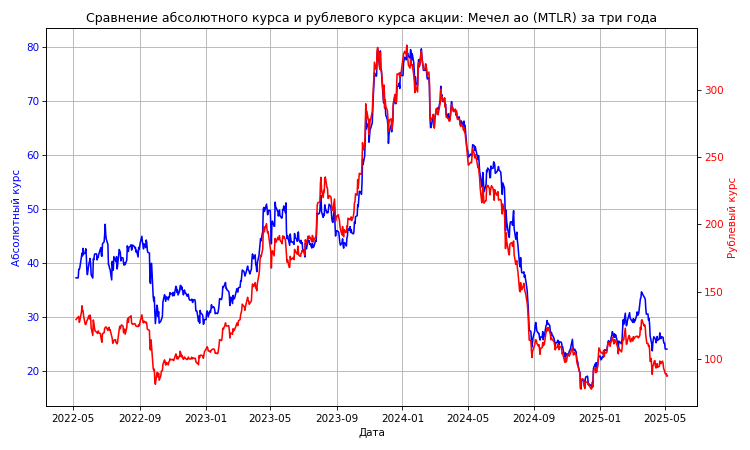 Сравнение абсолютного курса и рублевого курса акции: Мечел ао (MTLR) за три года
80
70
60
50
40
30
20
Абсолютный курс
300
250
200
150
100
Рублевый курс
2022-05 2022-09 2023-01 2023-05 2023-09 2024-01 2024-05 2024-09 2025-01 2025-05
Дата